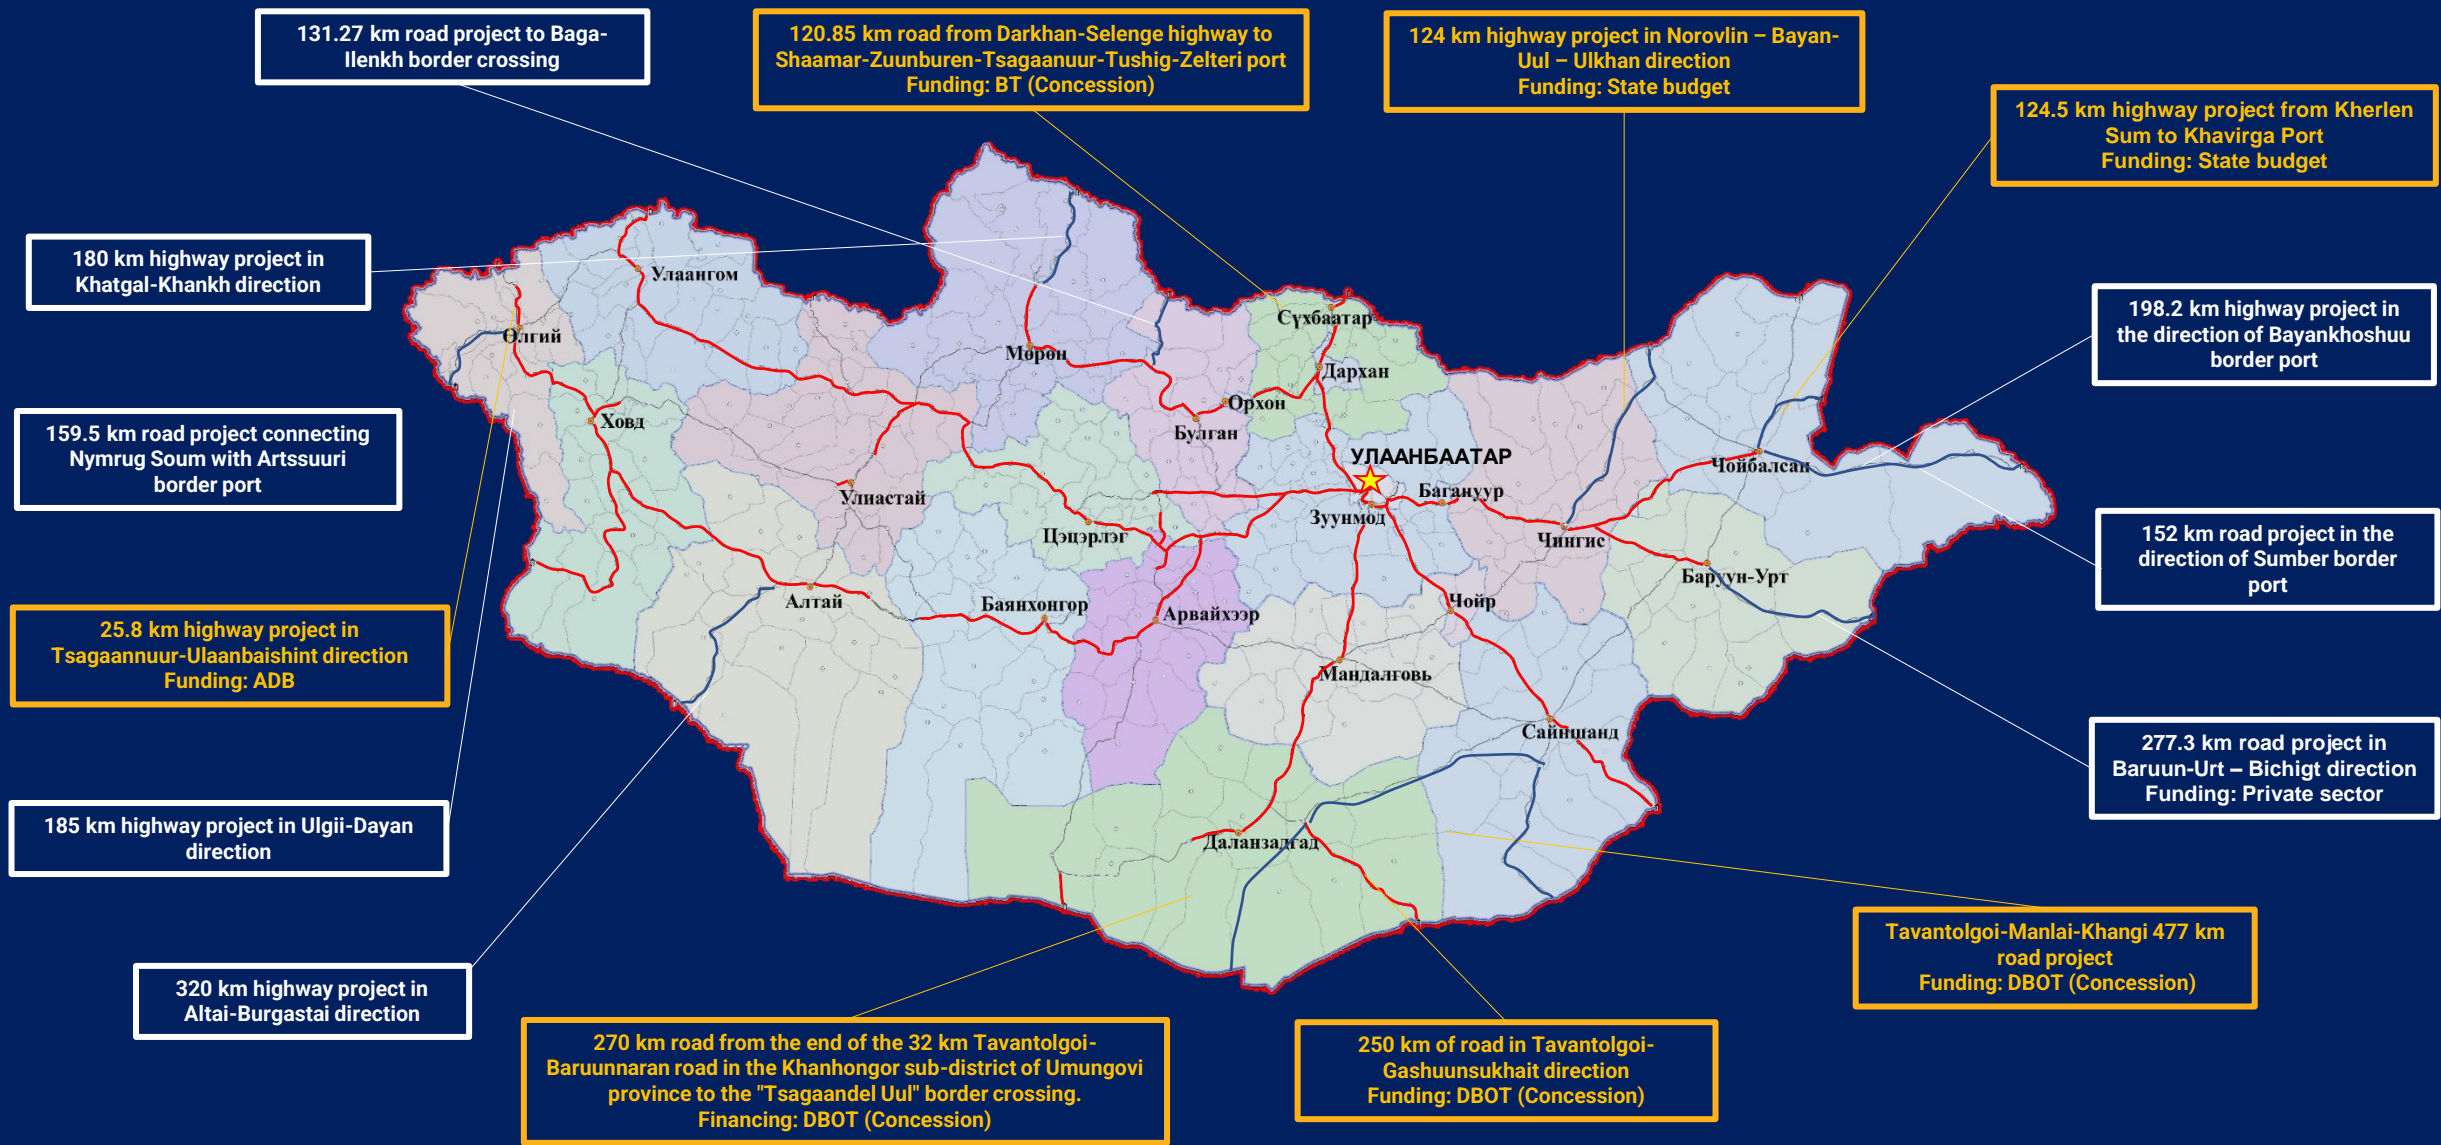 131.27 km road project to Baga-
Ilenkh border crossing
120.85 km road from Darkhan-Selenge highway to
Shaamar-Zuunburen-Tsagaanuur-Tushig-Zelteri port
Funding: BT (Concession)
124 km highway project in Norovlin – Bayan-
Uul – Ulkhan direction
Funding: State budget
124.5 km highway project from Kherlen
Sum to Khavirga Port
Funding: State budget
180 km highway project in
Khatgal-Khankh direction
198.2 km highway project in
the direction of Bayankhoshuu
border port
159.5 km road project connecting
Nymrug Soum with Artssuuri
border port
152 km road project in the
direction of Sumber border
port
25.8 km highway project in
Tsagaannuur-Ulaanbaishint direction
Funding: ADB
277.3 km road project in
Baruun-Urt – Bichigt direction
Funding: Private sector
185 km highway project in Ulgii-Dayan
direction
320 km highway project in
Altai-Burgastai direction
Tavantolgoi-Manlai-Khangi 477 km
road project
Funding: DBOT (Concession)
270 km road from the end of the 32 km Tavantolgoi-
Baruunnaran road in the Khanhongor sub-district of Umungovi
province to the "Tsagaandel Uul" border crossing.
Financing: DBOT (Concession)
250 km of road in Tavantolgoi-
Gashuunsukhait direction
Funding: DBOT (Concession)
Улаангом
Өлгий
Ховд
Мөрөн
Сүхбаатар
Дархан
Орхон
Булган
УЛААНБААТАР
Багануур
Зуунмод
Чойбалсан
Улиастай
Цэцэрлэг
Чингис
Баруун-Урт
Алтай
Баянхонгор
Арвайхээр
Чойр
Мандалговь
Сайншанд
Даланзадгад